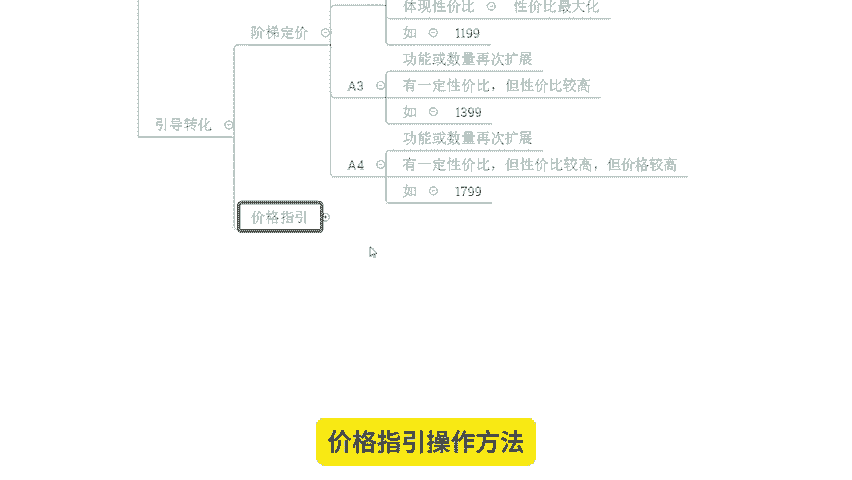 体现性价比 性价比最大化
阶梯定价
如 1199
功能或数量再次扩展
A3 有一定性价比，但性价比较高
如 1399
引导转化
功能或数量再次扩展
A4 有一定性价比，但性价比较高，但价格较高
如 1799
价格指引
价格指引操作方法